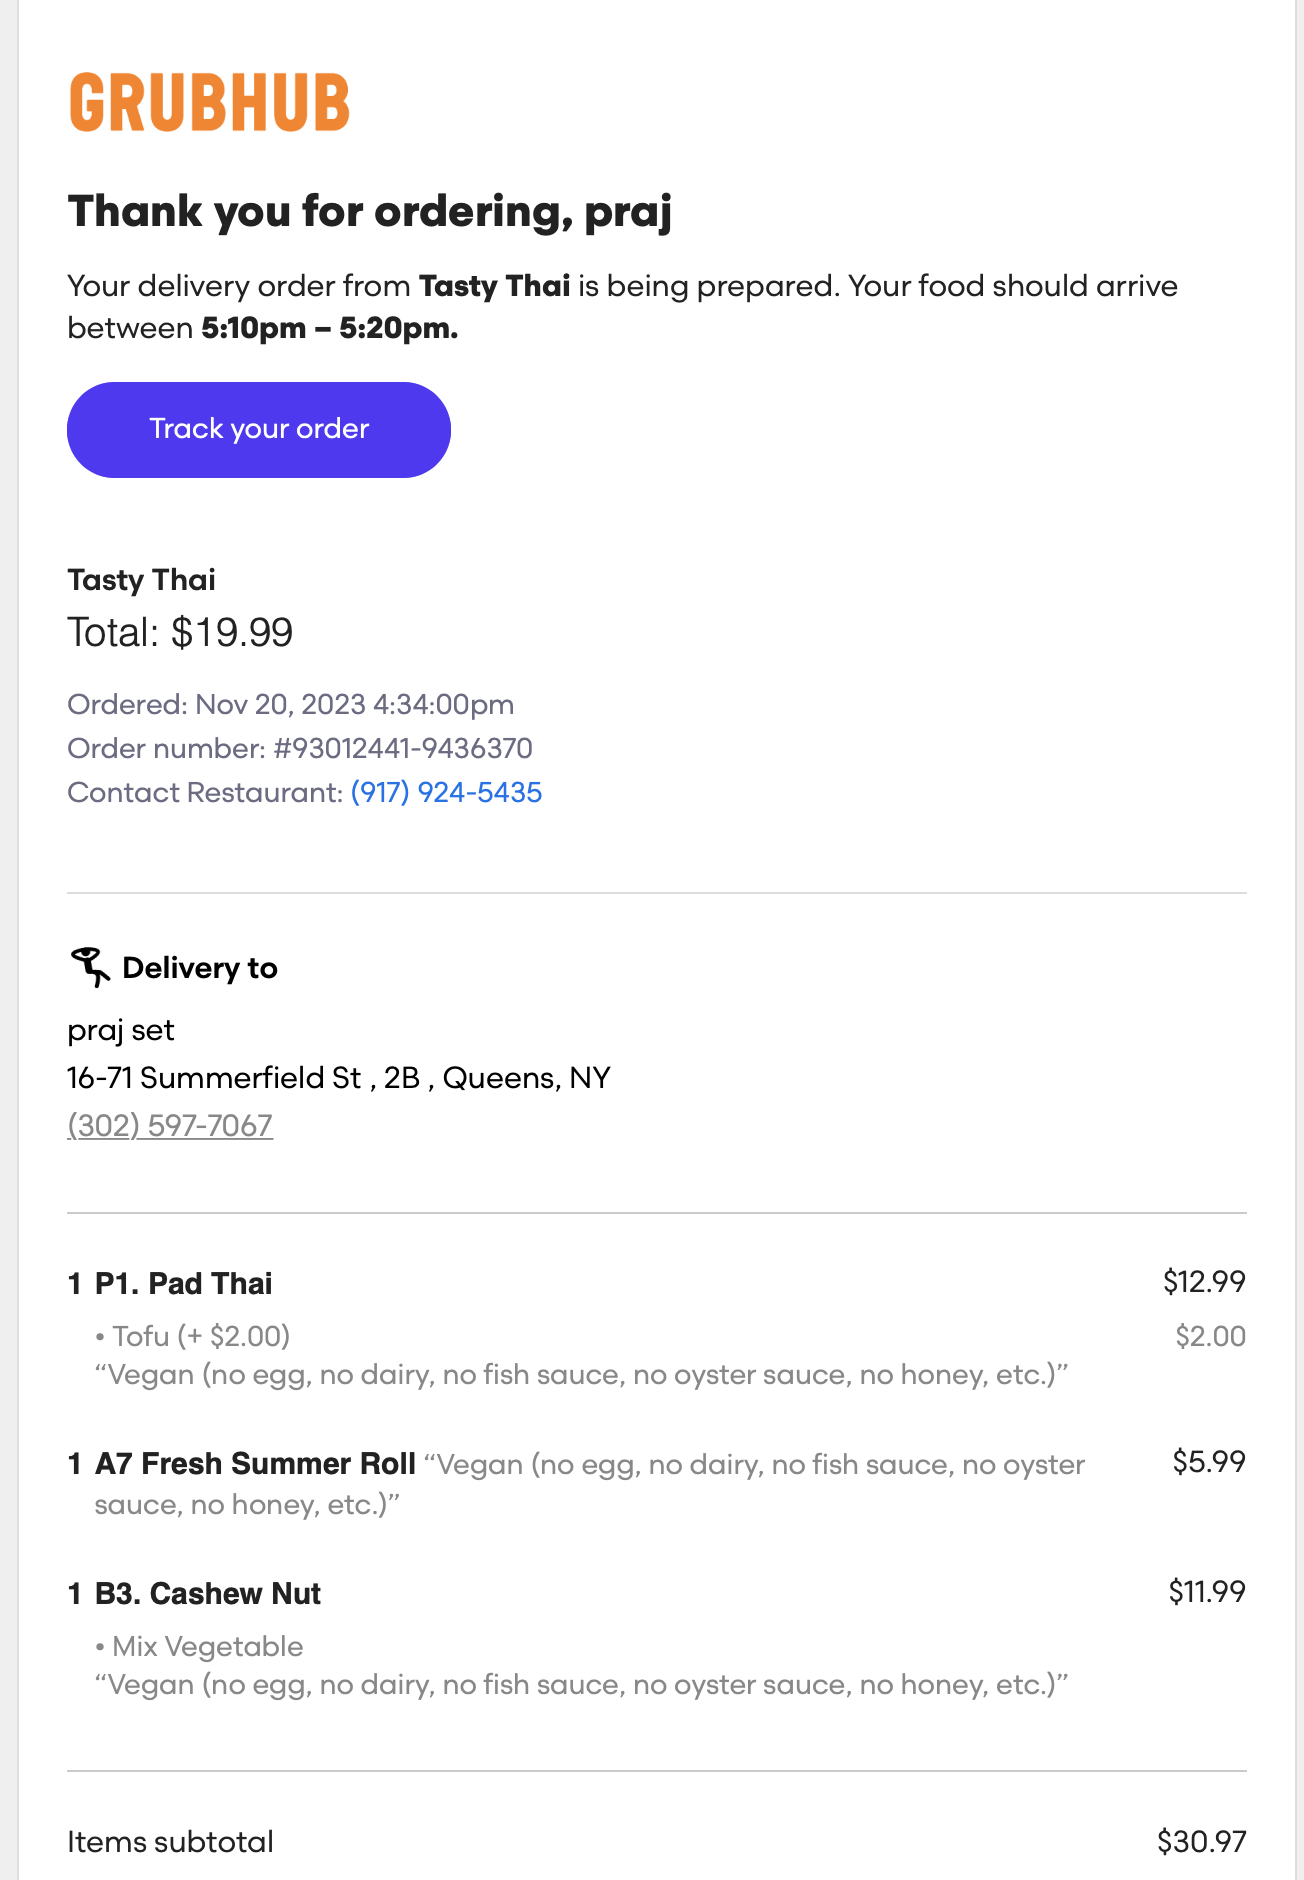 GRUBHUB
Thank you for ordering, praj
Your delivery order from Tasty Thai is being prepared. Your food should arrive
between 5:10pm – 5:20pm.
Track your order
Tasty Thai
Total: $19.99
Ordered: Nov 20, 2023 4:34:00pm
Order number: #93012441-9436370
Contact Restaurant: (917) 924-5435
Delivery to
praj set
16-71 Summerfield St , 2B , Queens, NY
(302) 597-7067
1 P1. Pad Thai $12.99
• Tofu (+ $2.00) $2.00
“Vegan (no egg, no dairy, no fish sauce, no oyster sauce, no honey, etc.)”
1 A7 Fresh Summer Roll “Vegan (no egg, no dairy, no fish sauce, no oyster $5.99
sauce, no honey, etc.)”
1 B3. Cashew Nut $11.99
• Mix Vegetable
“Vegan (no egg, no dairy, no fish sauce, no oyster sauce, no honey, etc.)”
Items subtotal $30.97